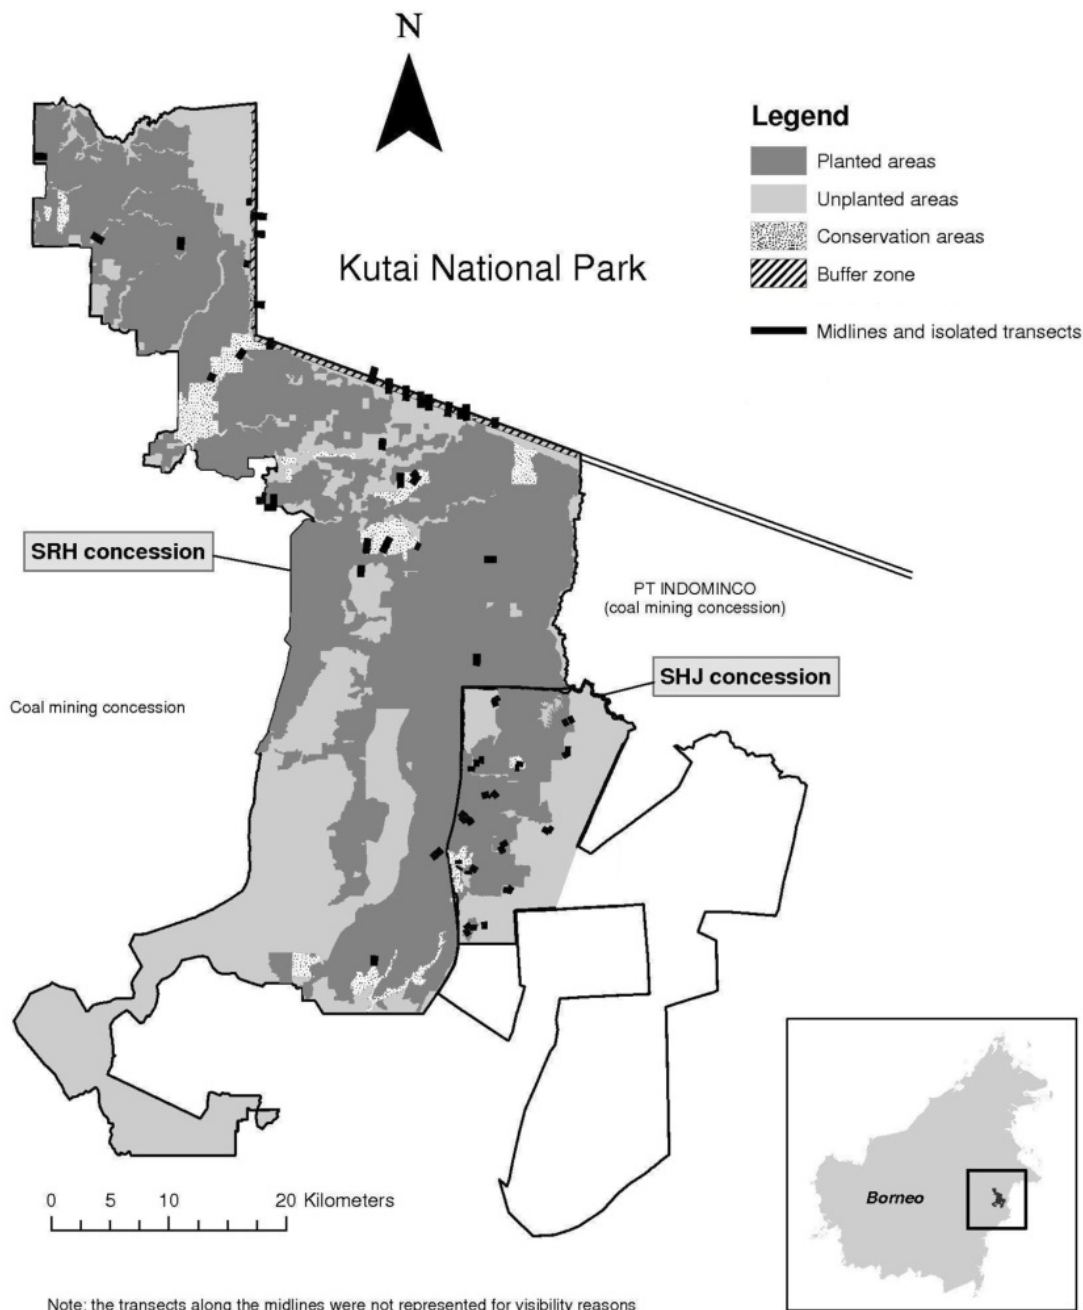 N
Legend
Planted areas
Unplanted areas
Conservation areas
Buffer zone
Midlines and isolated transects
Kutai National Park
SRH concession
PT INDOMINCO
(coal mining concession)
SHJ concession
Coal mining concession
0 5 10 20 Kilometers
Borneo
Note: the transects along the midlines were not represented for visibility reasons